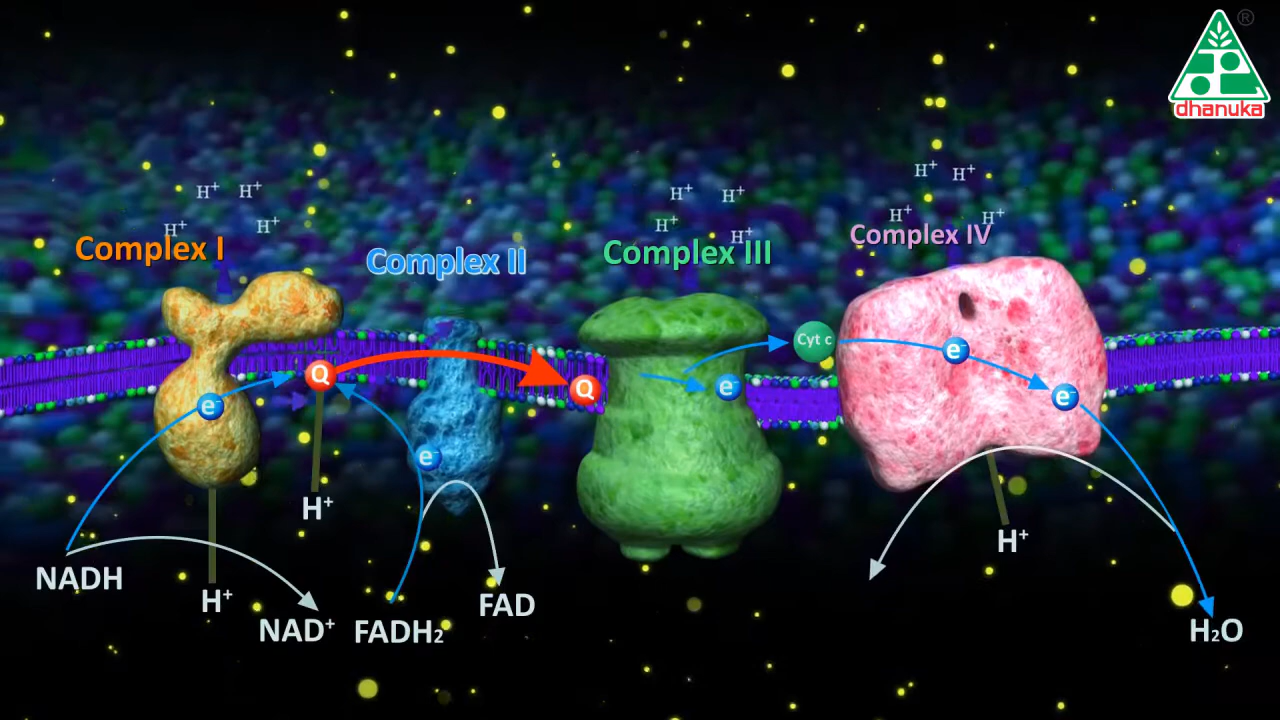 ®
dhanuka
H⁺ H⁺
H⁺ H⁺
H⁺ H⁺
H⁺ H⁺
H⁺ H⁺
H⁺ H⁺
Complex I
Complex II
Complex III
Complex IV
Cyt c
e⁻
Q
Q
e⁻
e⁻
e⁻
e⁻
H⁺
H⁺
H⁺
NADH
NAD⁺
FADH₂
FAD
H₂O